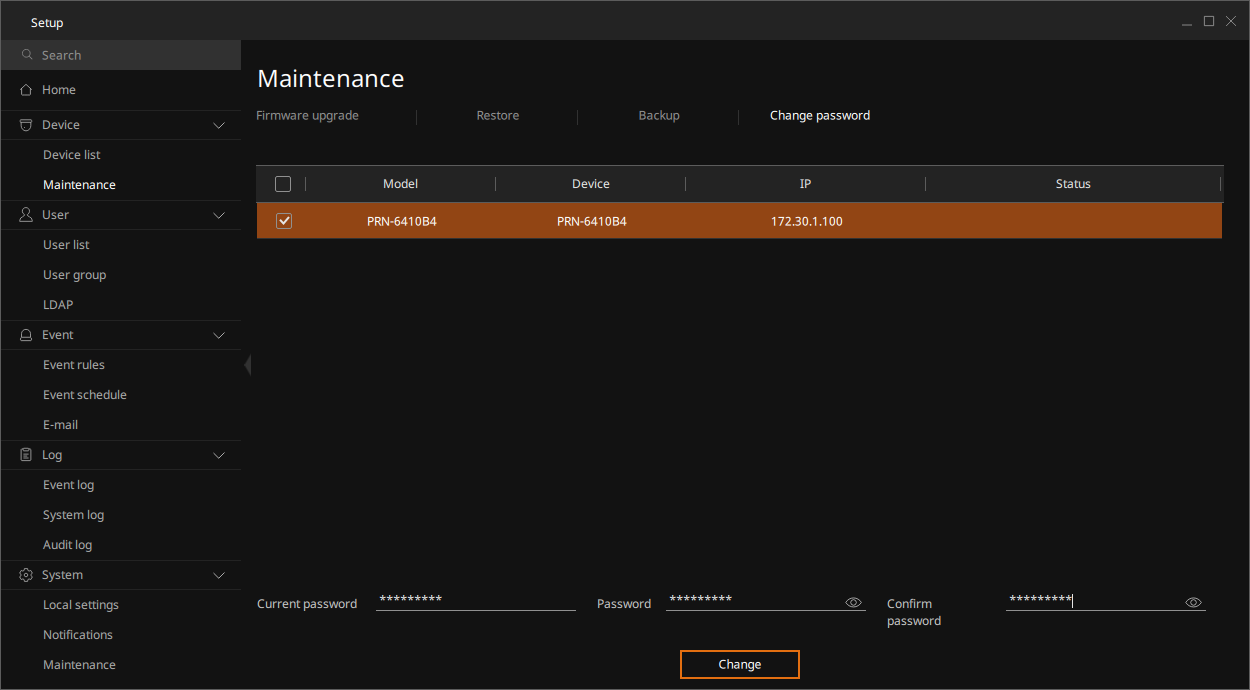 Setup
Search
Home
Device
Device list
Maintenance
User
User list
User group
LDAP
Event
Event rules
Event schedule
E-mail
Log
Event log
System log
Audit log
System
Local settings
Notifications
Maintenance
Maintenance
Firmware upgrade Restore Backup Change password
Model Device IP Status
PRN-6410B4 PRN-6410B4 172.30.1.100
Current password ********* Password ********* Confirm password *********
Change